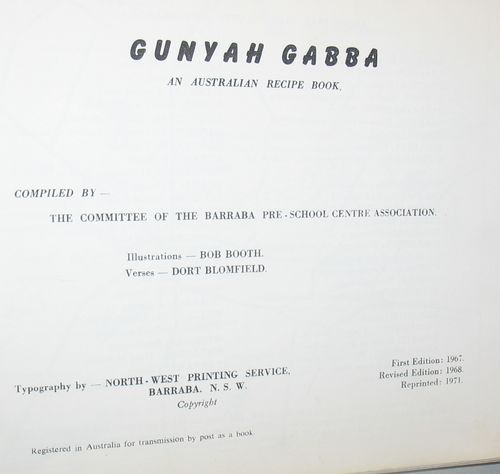 GUNYAH GABBA
AN AUSTRALIAN RECIPE BOOK.
COMPILED BY —
THE COMMITTEE OF THE BARRABA PRE-SCHOOL CENTRE ASSOCIATION.
Illustrations — BOB BOOTH.
Verses — DORT BLOMFIELD.
Typography by — NORTH-WEST PRINTING SERVICE,
BARRABA. N. S. W.
Copyright
First Edition: 1967.
Revised Edition: 1968.
Reprinted: 1971.
Registered in Australia for transmission by post as a book